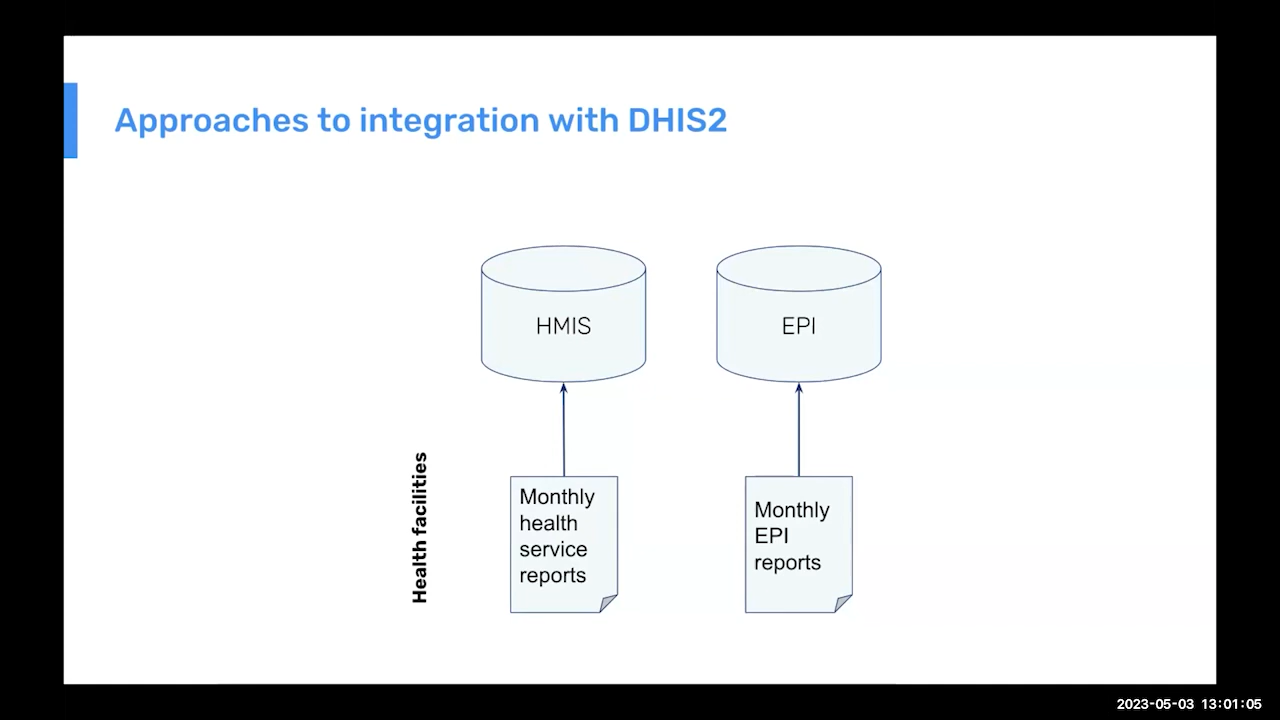 Approaches to integration with DHIS2
HMIS
EPI
Health facilities
Monthly
health
service
reports
Monthly
EPI
reports
2023-05-03 13:01:05